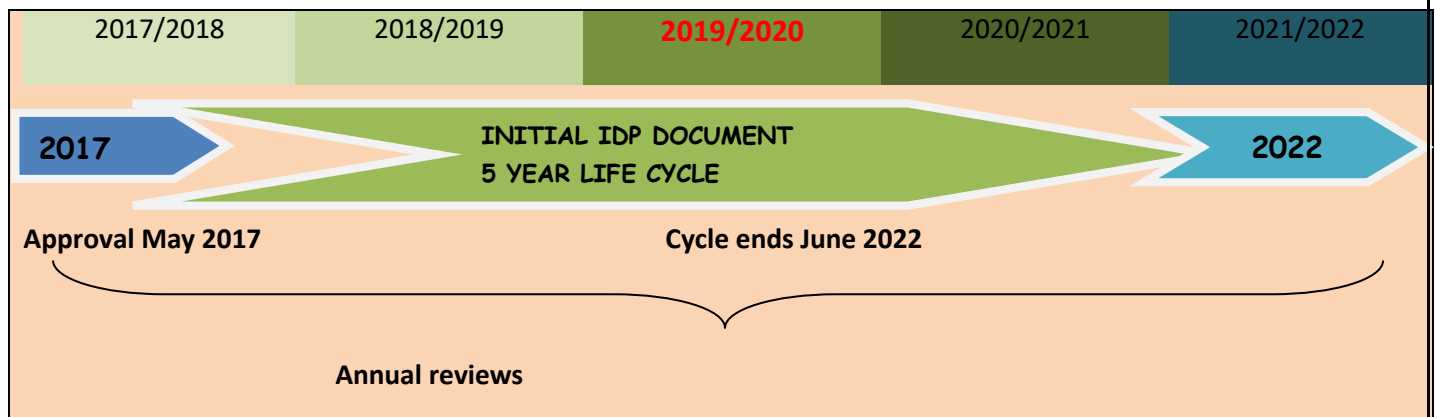 2017/2018 2018/2019 2019/2020 2020/2021 2021/2022
2017
INITIAL IDP DOCUMENT
5 YEAR LIFE CYCLE
2022
Approval May 2017 Cycle ends June 2022
Annual reviews